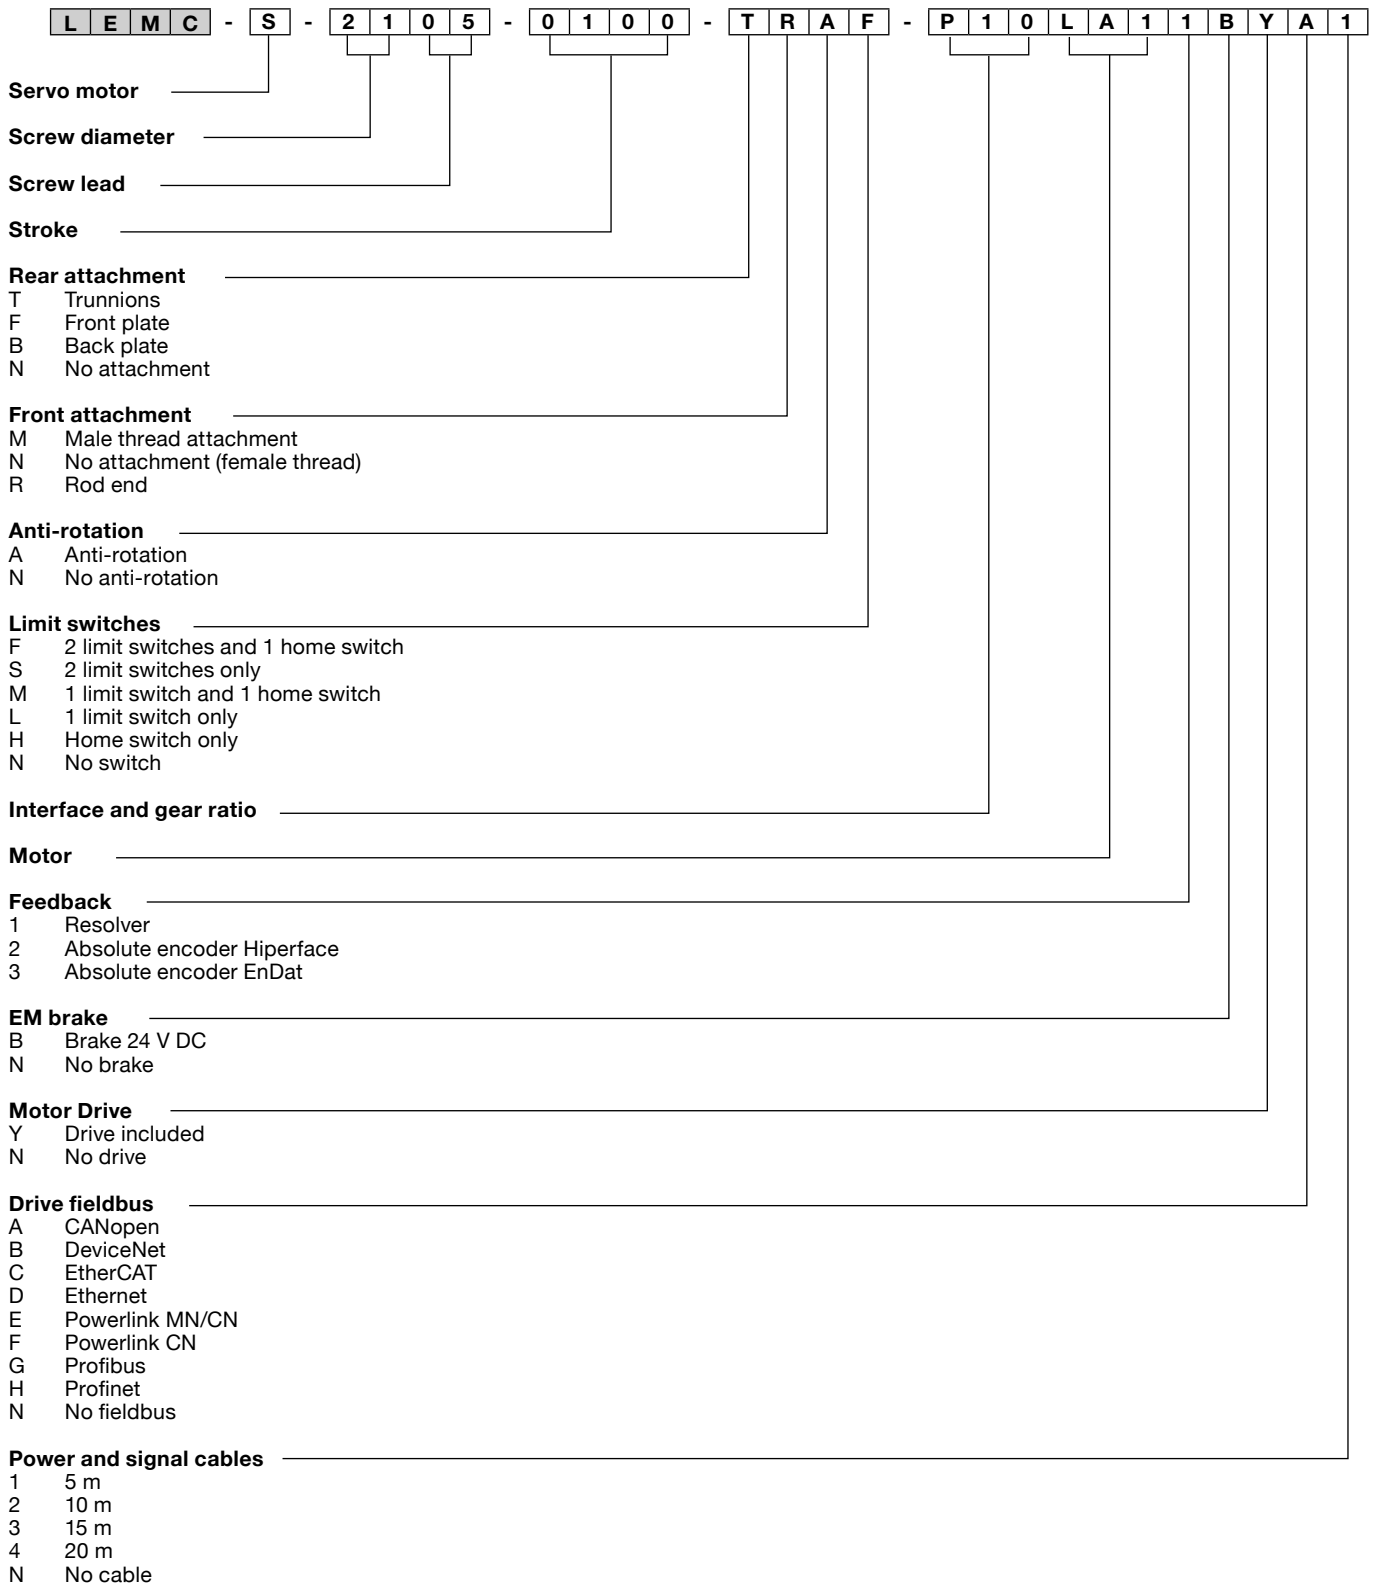 L E M C - S - 2 1 0 5 - 0 1 0 0 - T R A F - P 1 0 L A 1 1 B Y A 1
Servo motor
Screw diameter
Screw lead
Stroke
Rear attachment
T Trunnions
F Front plate
B Back plate
N No attachment
Front attachment
M Male thread attachment
N No attachment (female thread)
R Rod end
Anti-rotation
A Anti-rotation
N No anti-rotation
Limit switches
F 2 limit switches and 1 home switch
S 2 limit switches only
M 1 limit switch and 1 home switch
L 1 limit switch only
H Home switch only
N No switch
Interface and gear ratio
Motor
Feedback
1 Resolver
2 Absolute encoder Hiperface
3 Absolute encoder EnDat
EM brake
B Brake 24 V DC
N No brake
Motor Drive
Y Drive included
N No drive
Drive fieldbus
A CANopen
B DeviceNet
C EtherCAT
D Ethernet
E Powerlink MN/CN
F Powerlink CN
G Profibus
H Profinet
N No fieldbus
Power and signal cables
1 5 m
2 10 m
3 15 m
4 20 m
N No cable